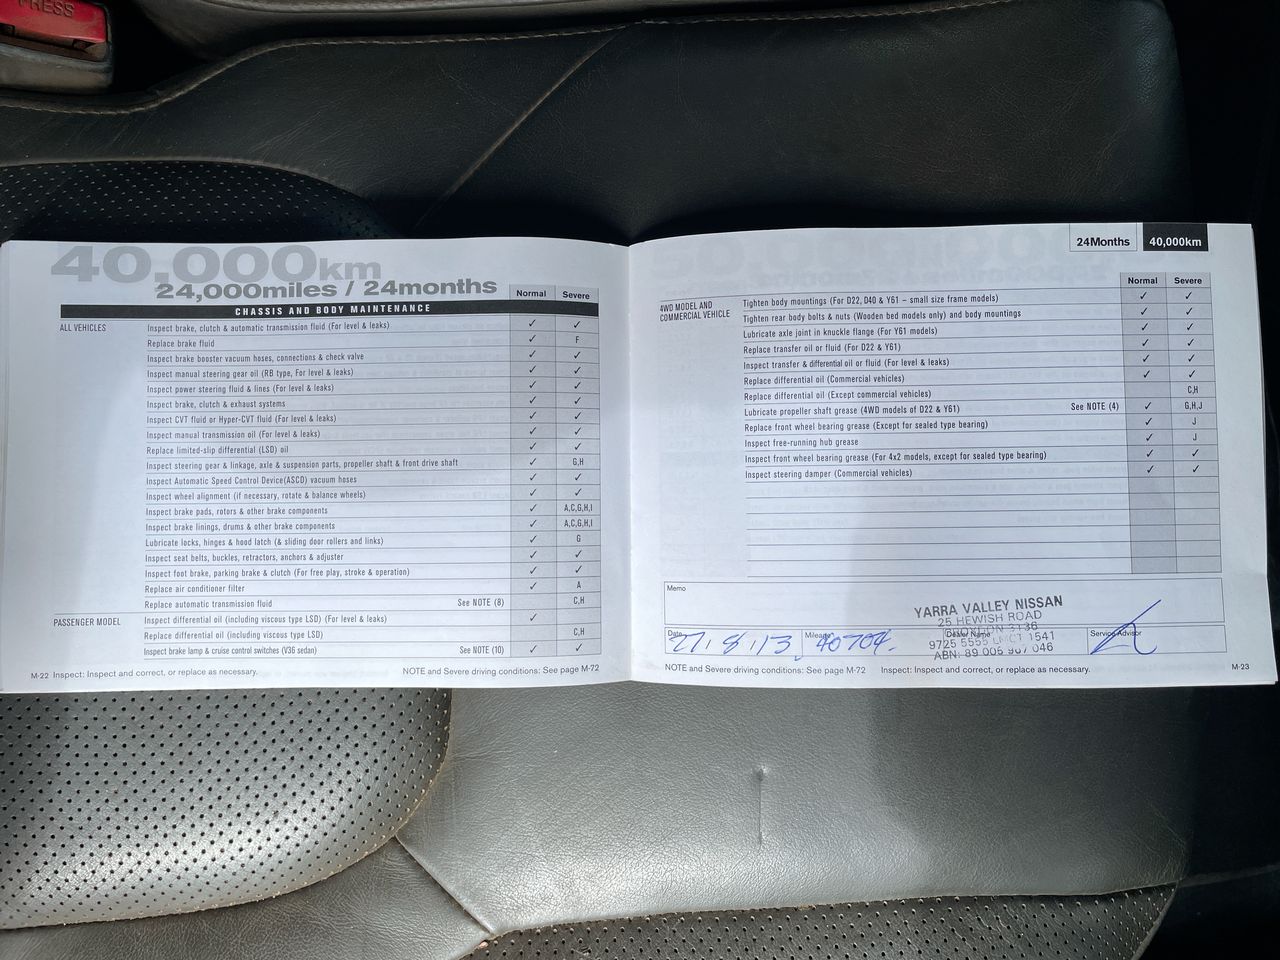 PRESS
40,000km
24,000miles / 24months
Normal Severe
CHASSIS AND BODY MAINTENANCE
ALL VEHICLES Inspect brake, clutch & automatic transmission fluid (For level & leaks) ✓ ✓
Replace brake fluid ✓ F
Inspect brake booster vacuum hoses, connections & check valve ✓ ✓
Inspect manual steering gear oil (RB type, For level & leaks) ✓ ✓
Inspect power steering fluid & lines (For level & leaks) ✓ ✓
Inspect brake, clutch & exhaust systems ✓ ✓
Inspect CVT fluid or Hyper-CVT fluid (For level & leaks) ✓ ✓
Inspect manual transmission oil (For level & leaks) ✓ ✓
Replace limited-slip differential (LSD) oil ✓ ✓
Inspect steering gear & linkage, axle & suspension parts, propeller shaft & front drive shaft ✓ G,H
Inspect Automatic Speed Control Device(ASCD) vacuum hoses ✓ ✓
Inspect wheel alignment (if necessary, rotate & balance wheels) ✓ ✓
Inspect brake pads, rotors & other brake components ✓ A,C,G,H,I
Inspect brake linings, drums & other brake components ✓ A,C,G,H,I
Lubricate locks, hinges & hood latch (& sliding door rollers and links) ✓ G
Inspect seat belts, buckles, retractors, anchors & adjuster ✓ ✓
Inspect foot brake, parking brake & clutch (For free play, stroke & operation) ✓ ✓
Replace air conditioner filter ✓ A
Replace automatic transmission fluid See NOTE (8) C,H
PASSENGER MODEL Inspect differential oil (including viscous type LSD) (For level & leaks) ✓
Replace differential oil (including viscous type LSD) C,H
Inspect brake lamp & cruise control switches (V36 sedan) See NOTE (10) ✓ ✓
M-22 Inspect: Inspect and correct, or replace as necessary. NOTE and Severe driving conditions: See page M-72
24Months 40,000km
Normal Severe
4WD MODEL AND COMMERCIAL VEHICLE Tighten body mountings (For D22, D40 & Y61 – small size frame models) ✓ ✓
Tighten rear body bolts & nuts (Wooden bed models only) and body mountings ✓ ✓
Lubricate axle joint in knuckle flange (For Y61 models) ✓ ✓
Replace transfer oil or fluid (For D22 & Y61) ✓ ✓
Inspect transfer & differential oil or fluid (For level & leaks) ✓ ✓
Replace differential oil (Commercial vehicles) ✓ ✓
Replace differential oil (Except commercial vehicles) C,H
Lubricate propeller shaft grease (4WD models of D22 & Y61) See NOTE (4) ✓ G,H,J
Replace front wheel bearing grease (Except for sealed type bearing) ✓ J
Inspect free-running hub grease ✓ J
Inspect front wheel bearing grease (For 4x2 models, except for sealed type bearing) ✓ ✓
Inspect steering damper (Commercial vehicles) ✓ ✓
Memo
YARRA VALLEY NISSAN
25 HEWISH ROAD
CROYDON 3136
9725 5555 LMCT 1541
ABN: 89 005 907 046
Date 27.8.13 Mileage 40704 Dealer Name Service Advisor
NOTE and Severe driving conditions: See page M-72 Inspect: Inspect and correct, or replace as necessary. M-23